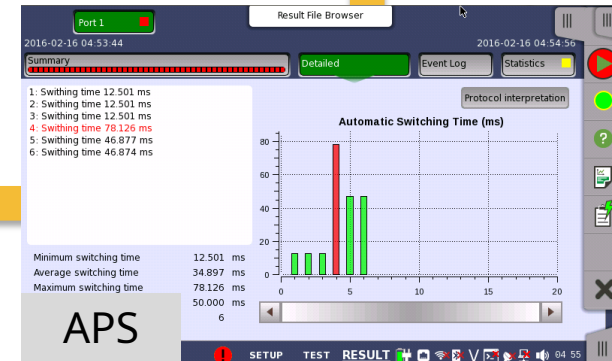 Port 1
Result File Browser
2016-02-16 04:53:44
2016-02-16 04:54:56
Summary
Detailed
Event Log
Statistics
1: Swithing time 12.501 ms
2: Swithing time 12.501 ms
3: Swithing time 12.501 ms
4: Swithing time 78.126 ms
5: Swithing time 46.877 ms
6: Swithing time 46.874 ms
Protocol interpretation
Automatic Switching Time (ms)
80
60
40
20
0
0 5 10 15 20
Minimum switching time 12.501 ms
Average switching time 34.897 ms
Maximum switching time 78.126 ms
50.000 ms
6
APS
SETUP TEST RESULT 04 55